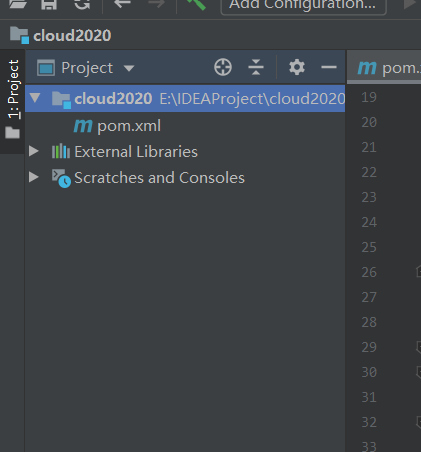 Add Configuration...
cloud2020
1: Project
Project
m pom.
cloud2020 E:\IDEAProject\cloud2020
m pom.xml
External Libraries
Scratches and Consoles
19
20
21
22
23
24
25
26
27
28
29
30
31
32
33